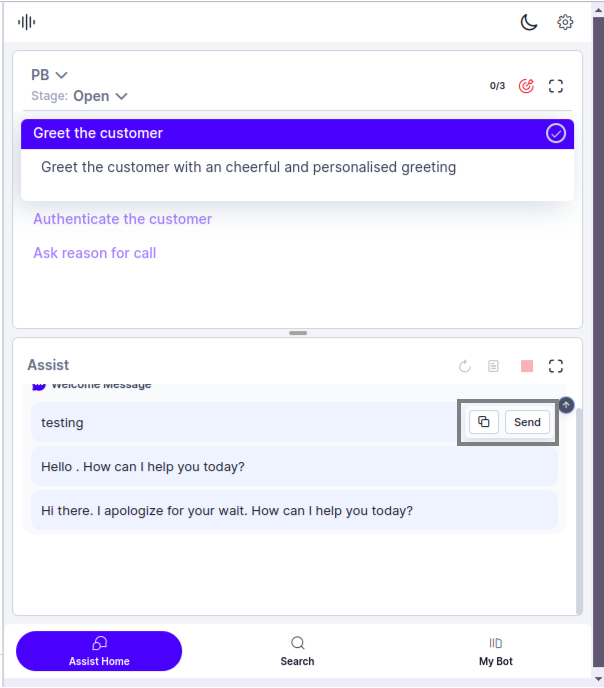 PB
Stage: Open
0/3
Greet the customer
Greet the customer with an cheerful and personalised greeting
Authenticate the customer
Ask reason for call
Assist
Welcome Message
testing
Send
Hello . How can I help you today?
Hi there. I apologize for your wait. How can I help you today?
Assist Home
Search
My Bot